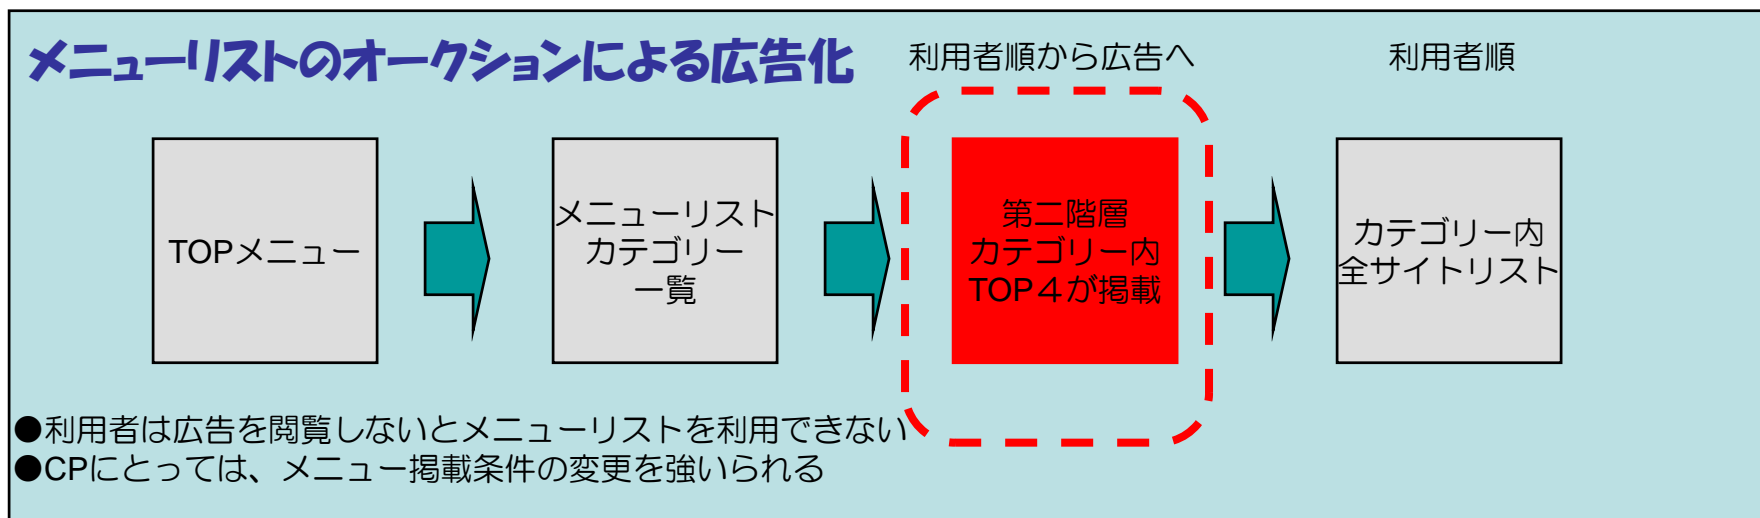 メニューリストのオークションによる広告化
利用者順から広告へ
利用者順
TOPメニュー
メニューリスト
カテゴリー
一覧
第二階層
カテゴリー内
TOP４が掲載
カテゴリー内
全サイトリスト
●利用者は広告を閲覧しないとメニューリストを利用できない
●CPにとっては、メニュー掲載条件の変更を強いられる